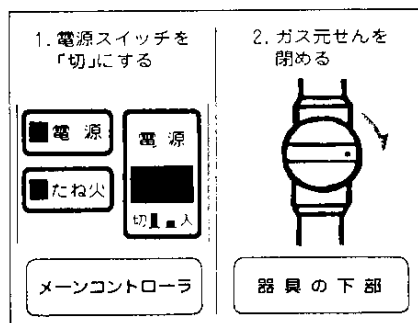 1. 電源スイッチを
「切」にする
電源
たね火
電源
切 入
メーンコントローラ
2. ガス元せんを
閉める
器具の下部